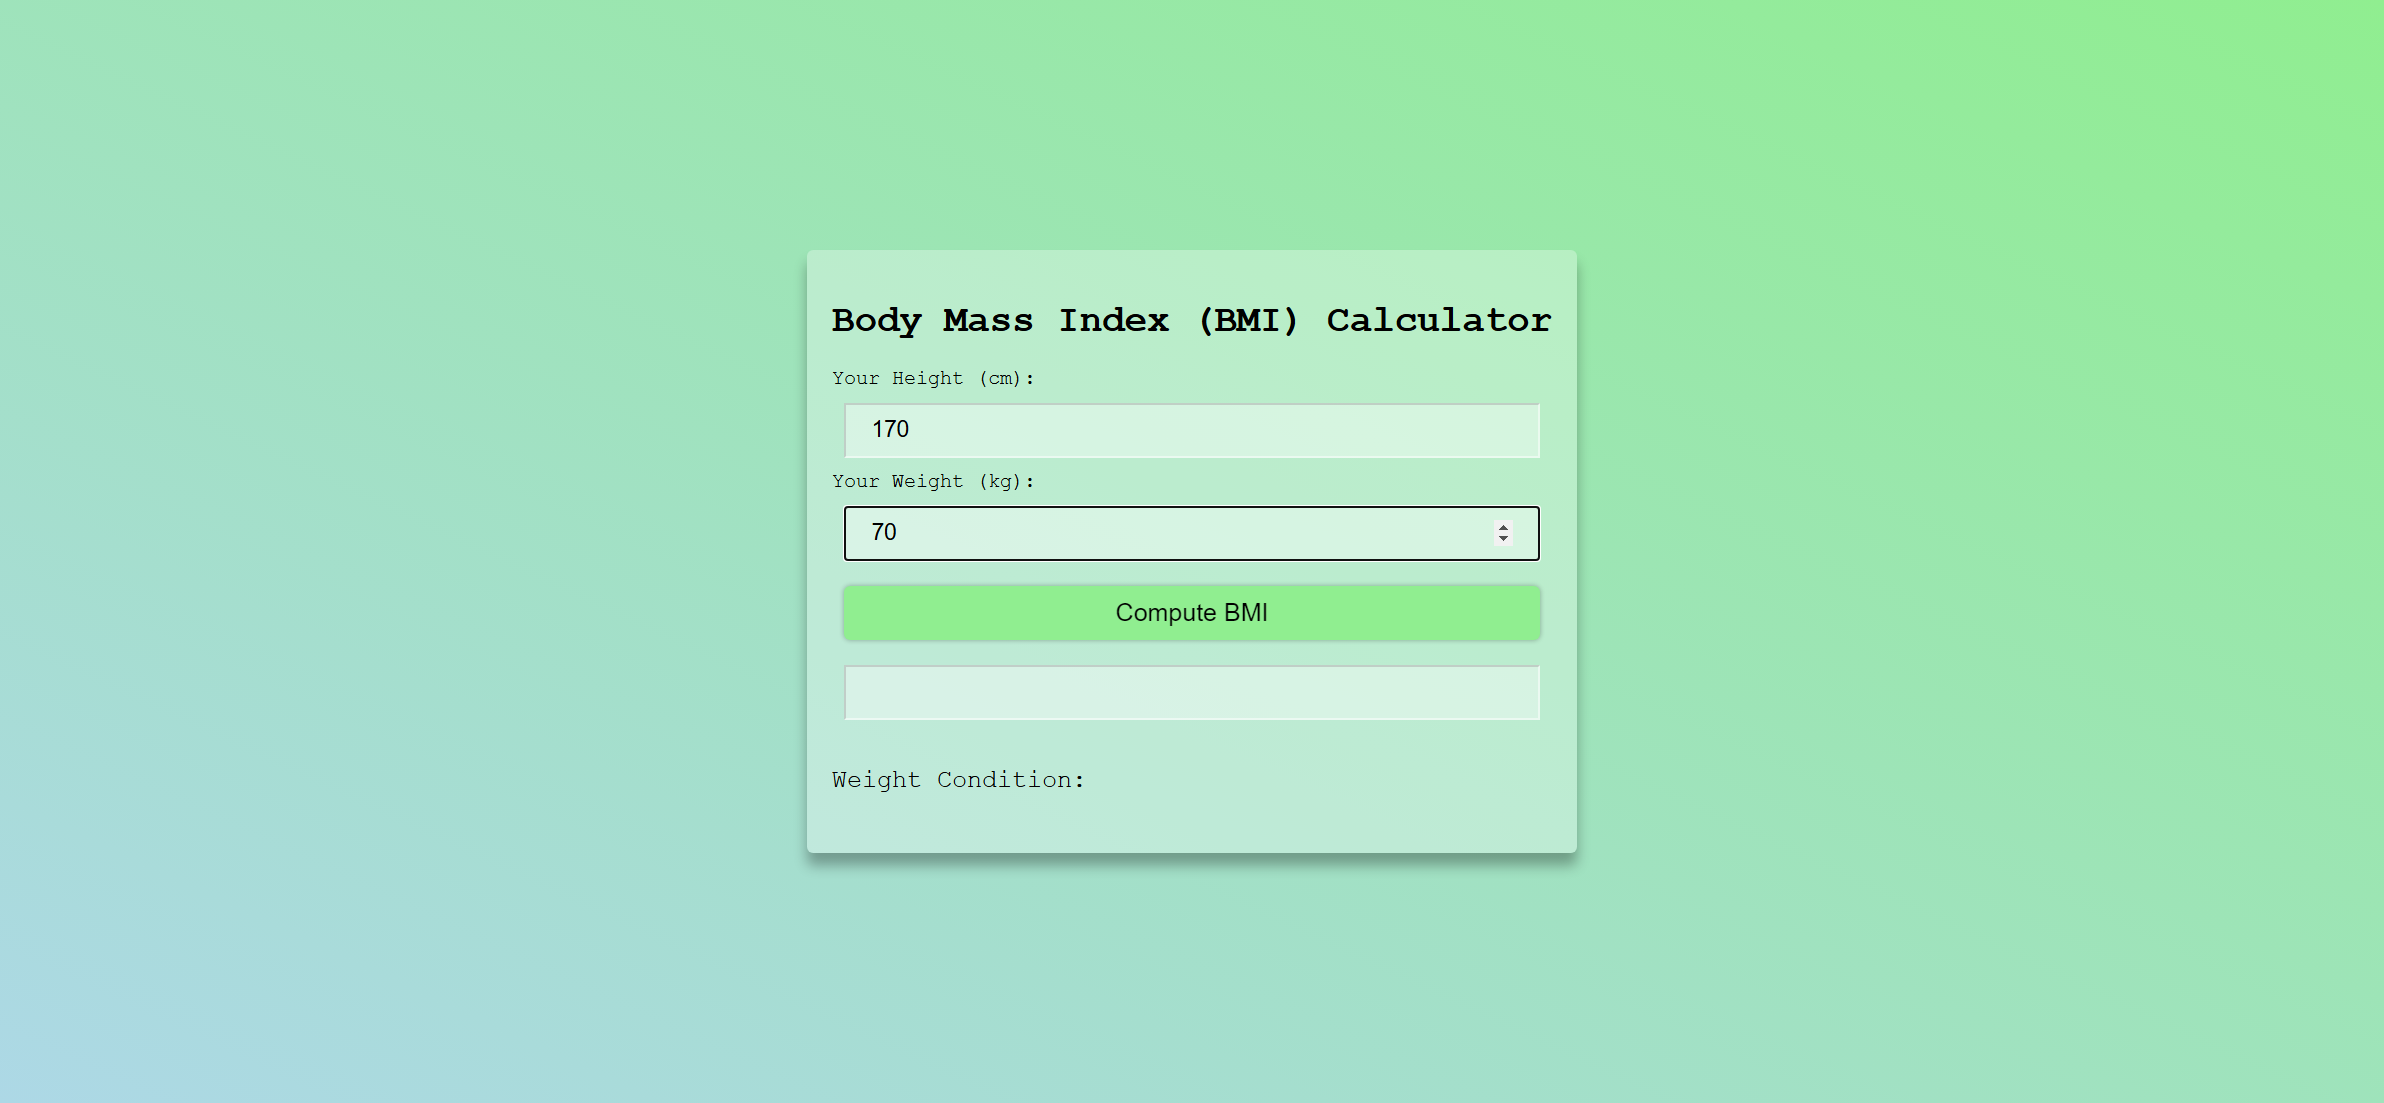 Body Mass Index (BMI) Calculator
Your Height (cm):
170
Your Weight (kg):
70
Compute BMI
Weight Condition: